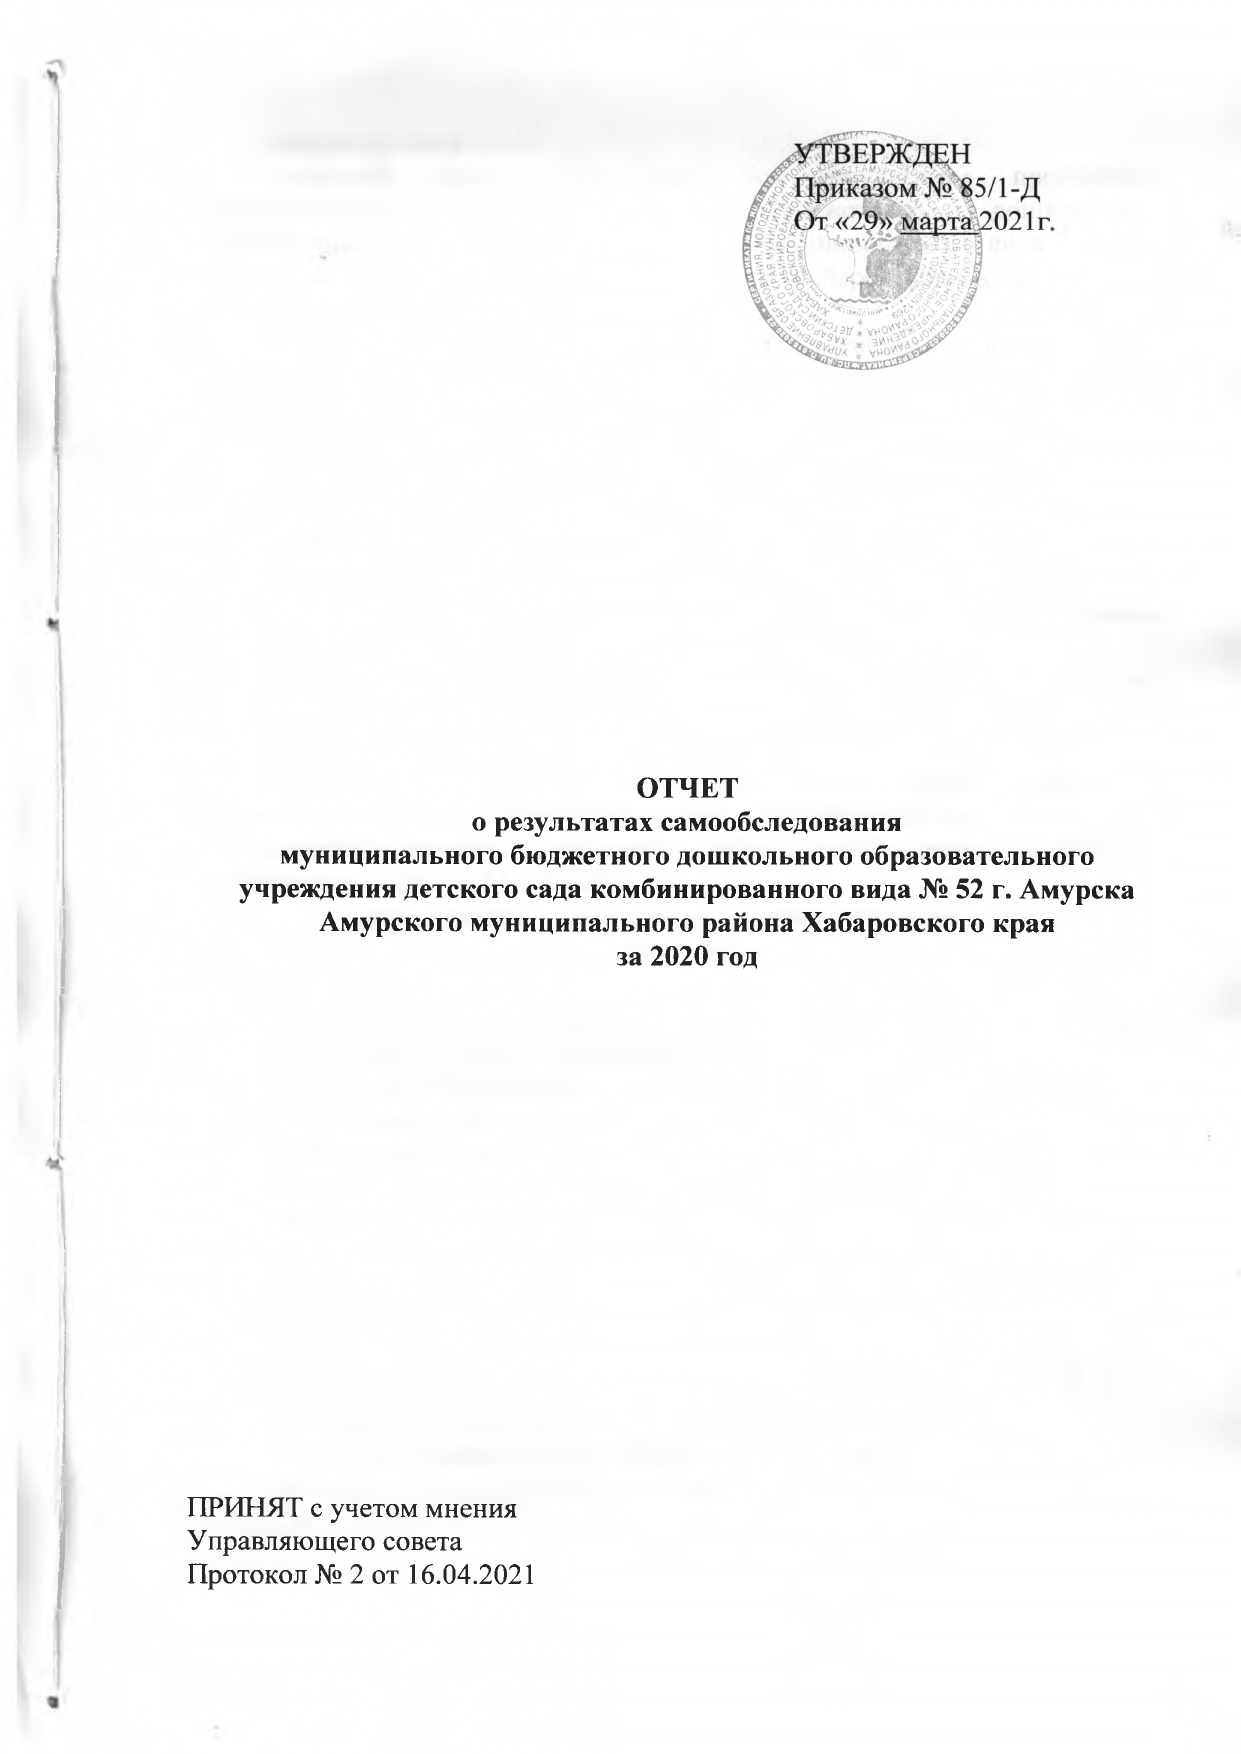 УТВЕРЖДЕН
Приказом № 85/1-Д
От «29» марта 2021г.
ОТЧЕТ
о результатах самообследования
муниципального бюджетного дошкольного образовательного
учреждения детского сада комбинированного вида № 52 г. Амурска
Амурского муниципального района Хабаровского края
за 2020 год
ПРИНЯТ с учетом мнения
Управляющего совета
Протокол № 2 от 16.04.2021